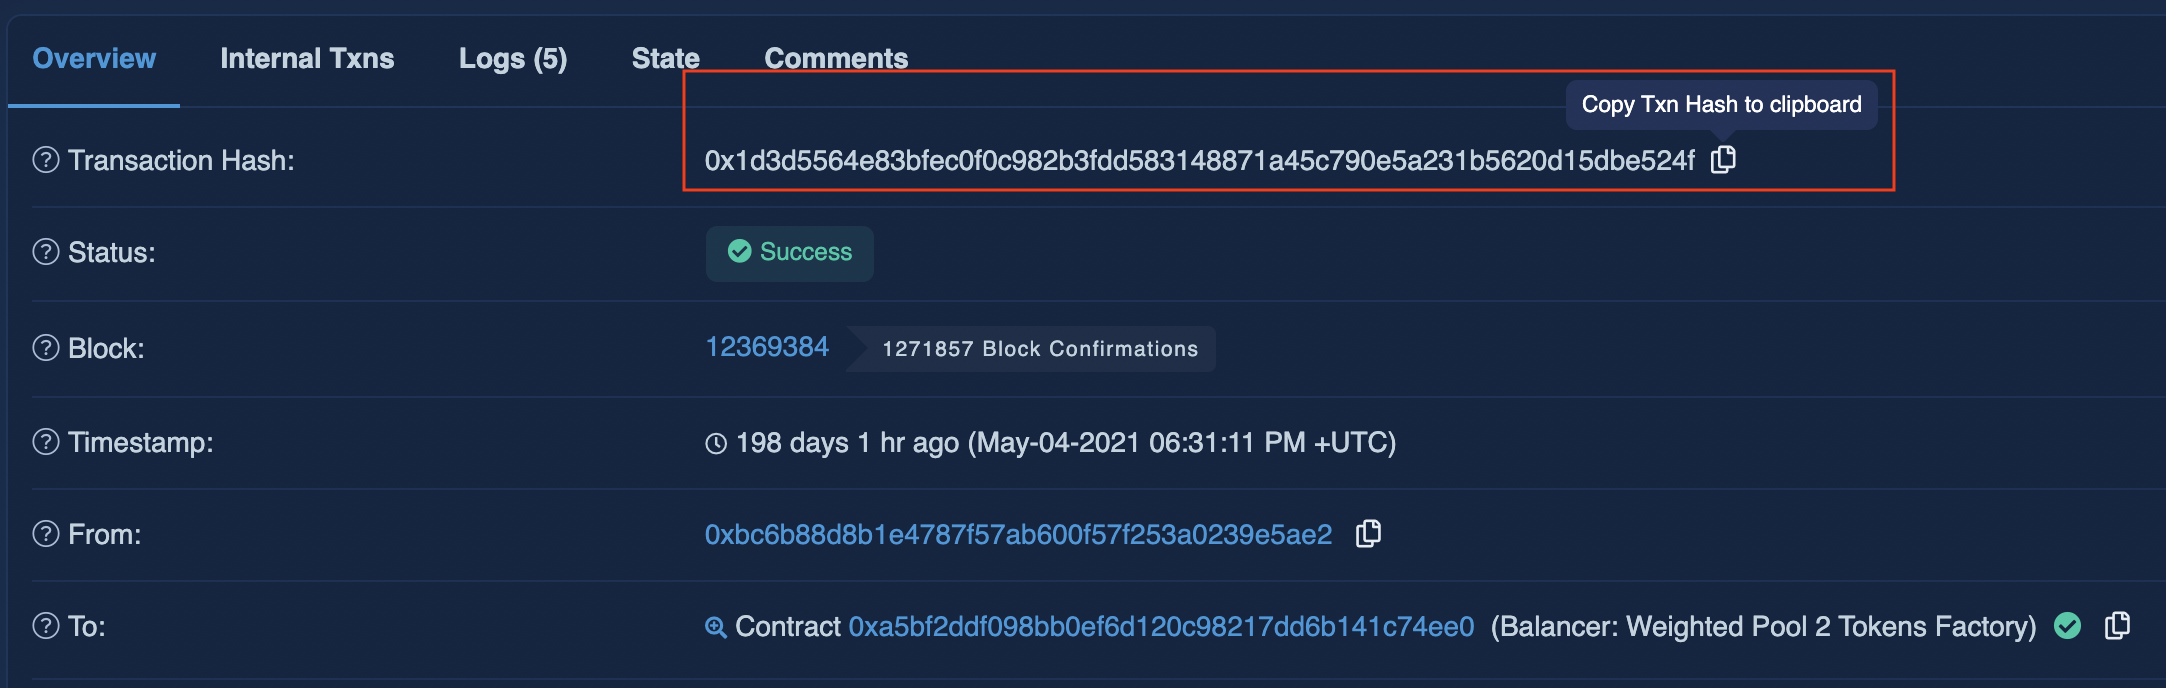 Overview Internal Txns Logs (5) State Comments
Copy Txn Hash to clipboard
Transaction Hash: 0x1d3d5564e83bfec0f0c982b3fdd583148871a45c790e5a231b5620d15dbe524f
Status: Success
Block: 12369384 1271857 Block Confirmations
Timestamp: 198 days 1 hr ago (May-04-2021 06:31:11 PM +UTC)
From: 0xbc6b88d8b1e4787f57ab600f57f253a0239e5ae2
To: Contract 0xa5bf2ddf098bb0ef6d120c98217dd6b141c74ee0 (Balancer: Weighted Pool 2 Tokens Factory)